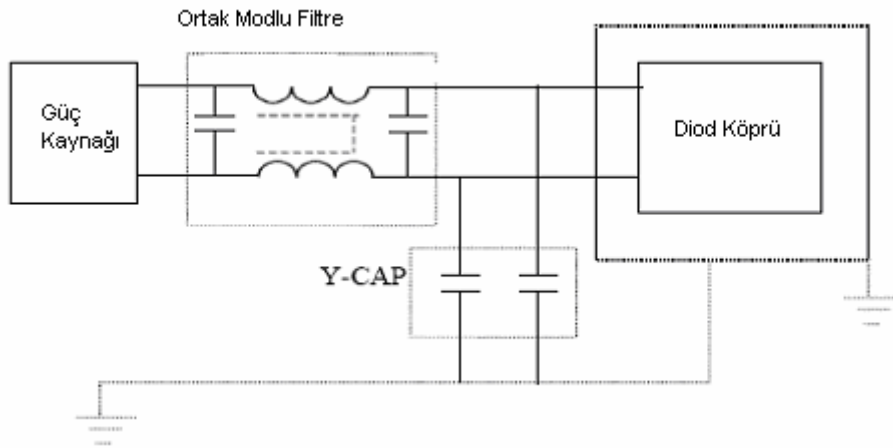 Ortak Modlu Filtre
Güç
Kaynağı
Diod Köprü
Y-CAP